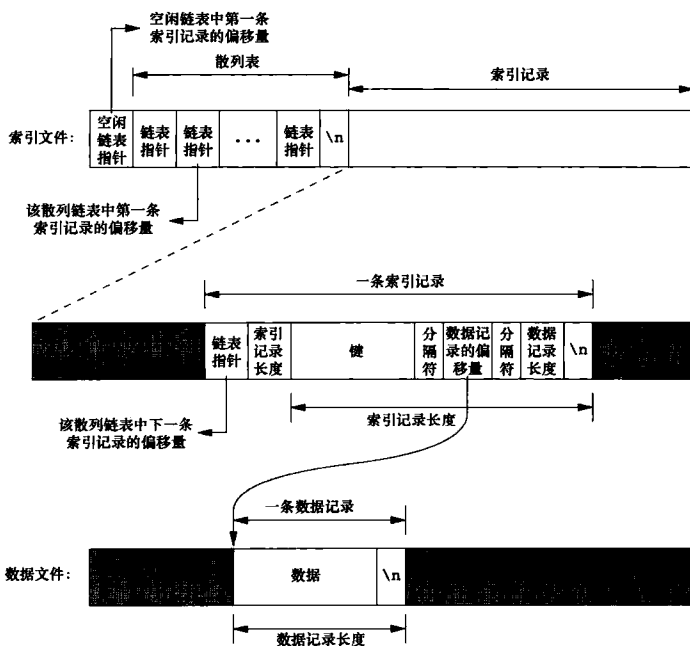 空闲链表中第一条
索引记录的偏移量
散列表
索引记录
索引文件:
空闲
链表
指针
链表
指针
链表
指针
...
链表
指针
\n
该散列链表中第一条
索引记录的偏移量
一条索引记录
链表
指针
索引
记录
长度
键
分
隔
符
数据记
录的偏
移量
分
隔
符
数据
记录
长度
\n
索引记录长度
该散列链表中下一条
索引记录的偏移量
一条数据记录
数据文件:
数据
\n
数据记录长度